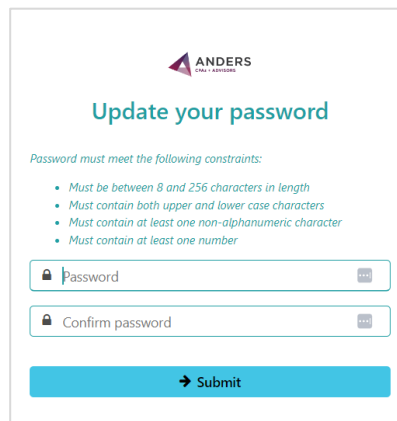 ANDERS
CPAs + ADVISORS
Update your password
Password must meet the following constraints:
• Must be between 8 and 256 characters in length
• Must contain both upper and lower case characters
• Must contain at least one non-alphanumeric character
• Must contain at least one number
Password
Confirm password
→ Submit